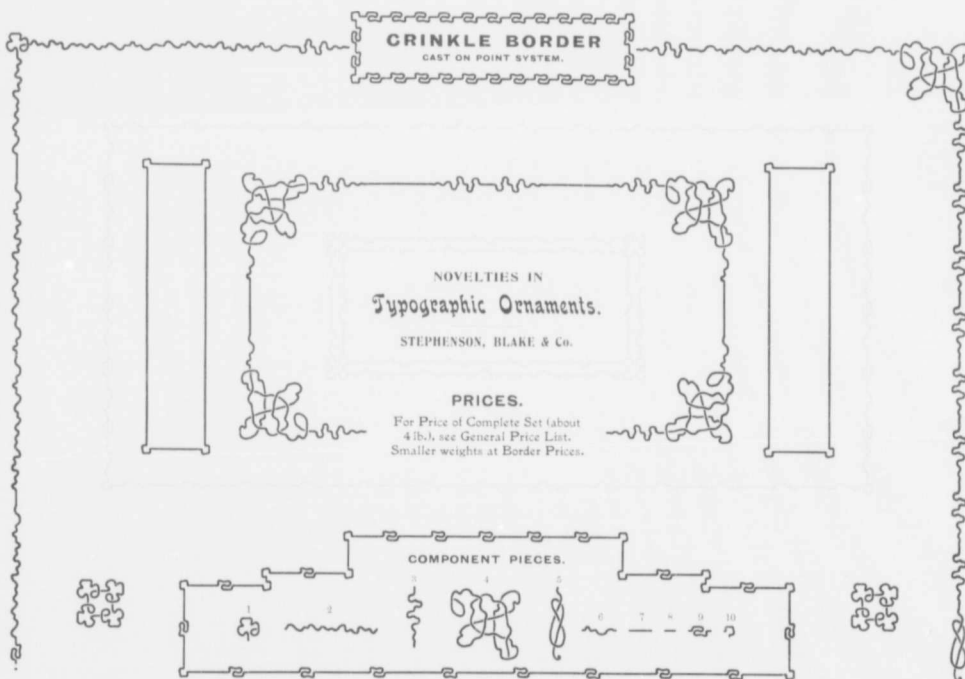 CRINKLE BORDER
CAST ON POINT SYSTEM.
NOVELTIES IN
Typographic Ornaments.
STEPHENSON, BLAKE & Co.
PRICES.
For Price of Complete Set (about
4 lb.), see General Price List.
Smaller weights at Border Prices.
COMPONENT PIECES.
1 2 3 4 5 6 7 8 9 10